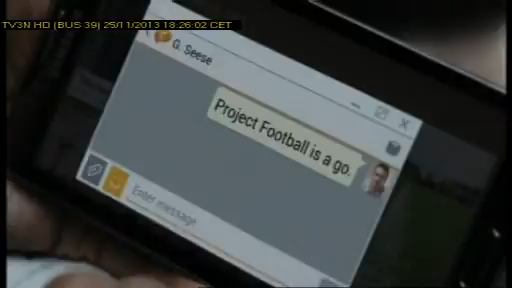 TV3N HD (BUS 39) 25/11/2013 18:26:02 CET
G. Seese
Project Football is a go.
Enter message